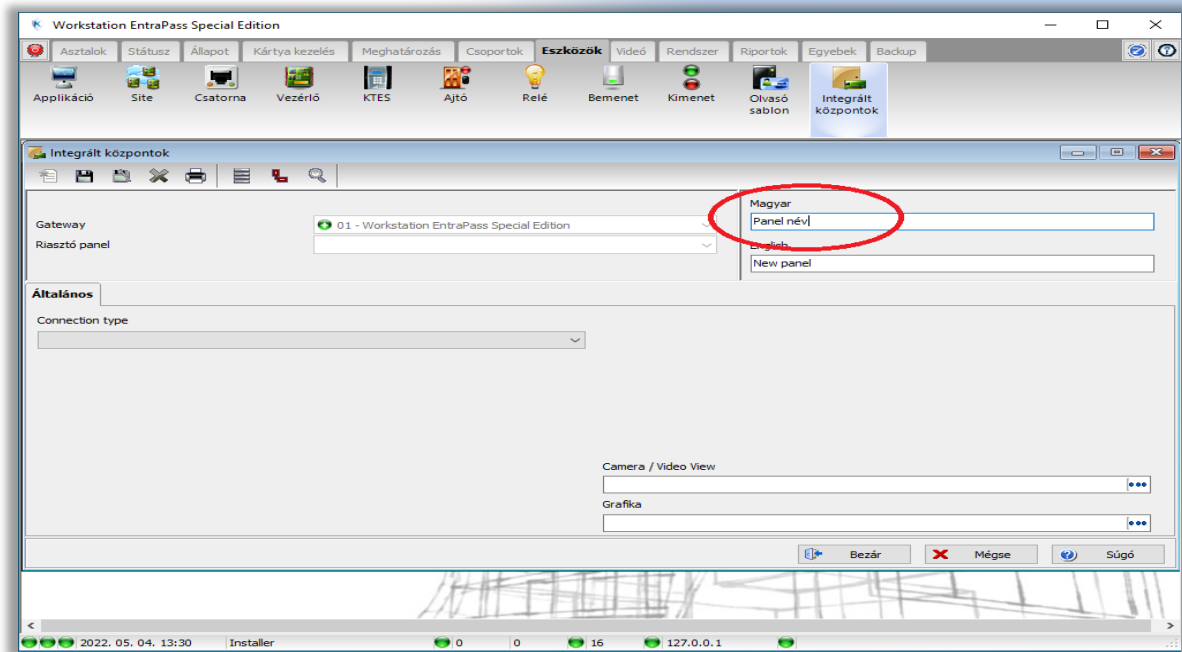 Workstation EntraPass Special Edition
Asztalok Státusz Állapot Kártya kezelés Meghatározás Csoportok Eszközök Videó Rendszer Riportok Egyebek Backup
Applikáció Site Csatorna Vezérlő KTES Ajtó Relé Bemenet Kimenet Olvasó sablon Integrált központok
Integrált központok
Magyar
Gateway 01 - Workstation EntraPass Special Edition Panel név
Riasztó panel English
New panel
Általános
Connection type
Camera / Video View
Grafika
Bezár Mégse Súgó
2022. 05. 04. 13:30 Installer 0 0 16 127.0.0.1